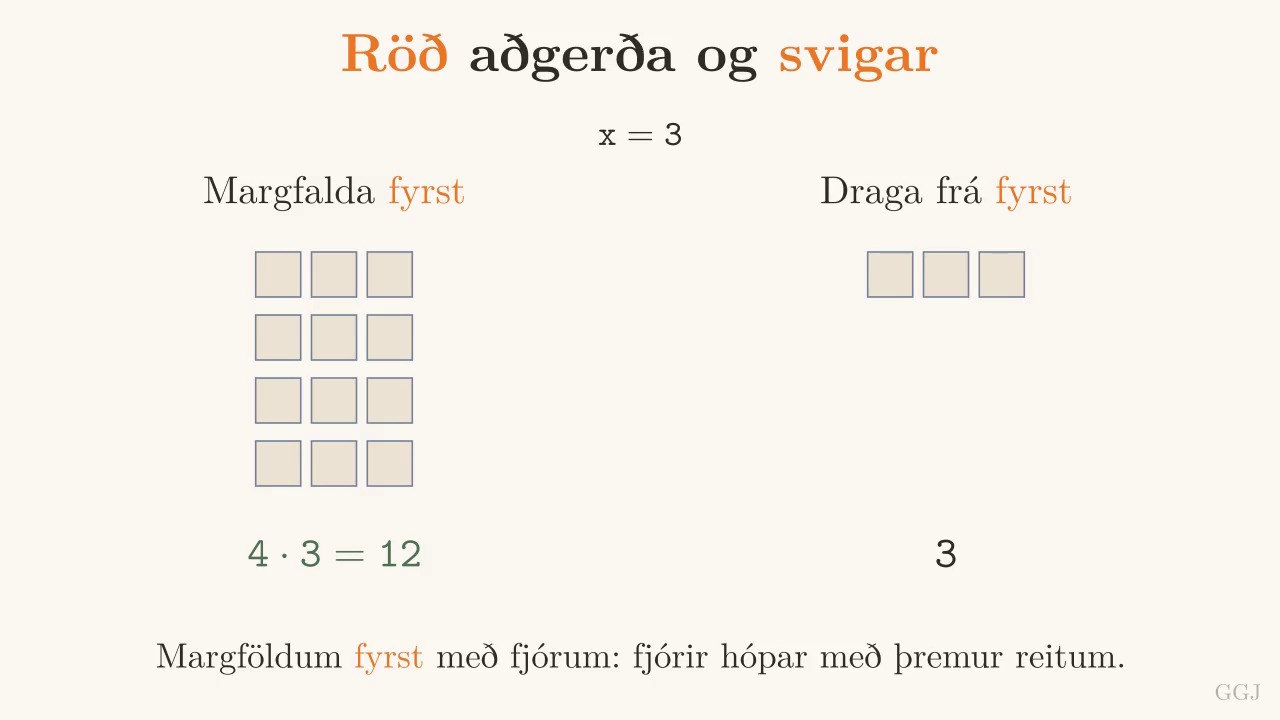 Röð aðgerða og svigar
x = 3
Margfalda fyrst
Draga frá fyrst
4 · 3 = 12
3
Margföldum fyrst með fjórum: fjórir hópar með þremur reitum.
GGJ